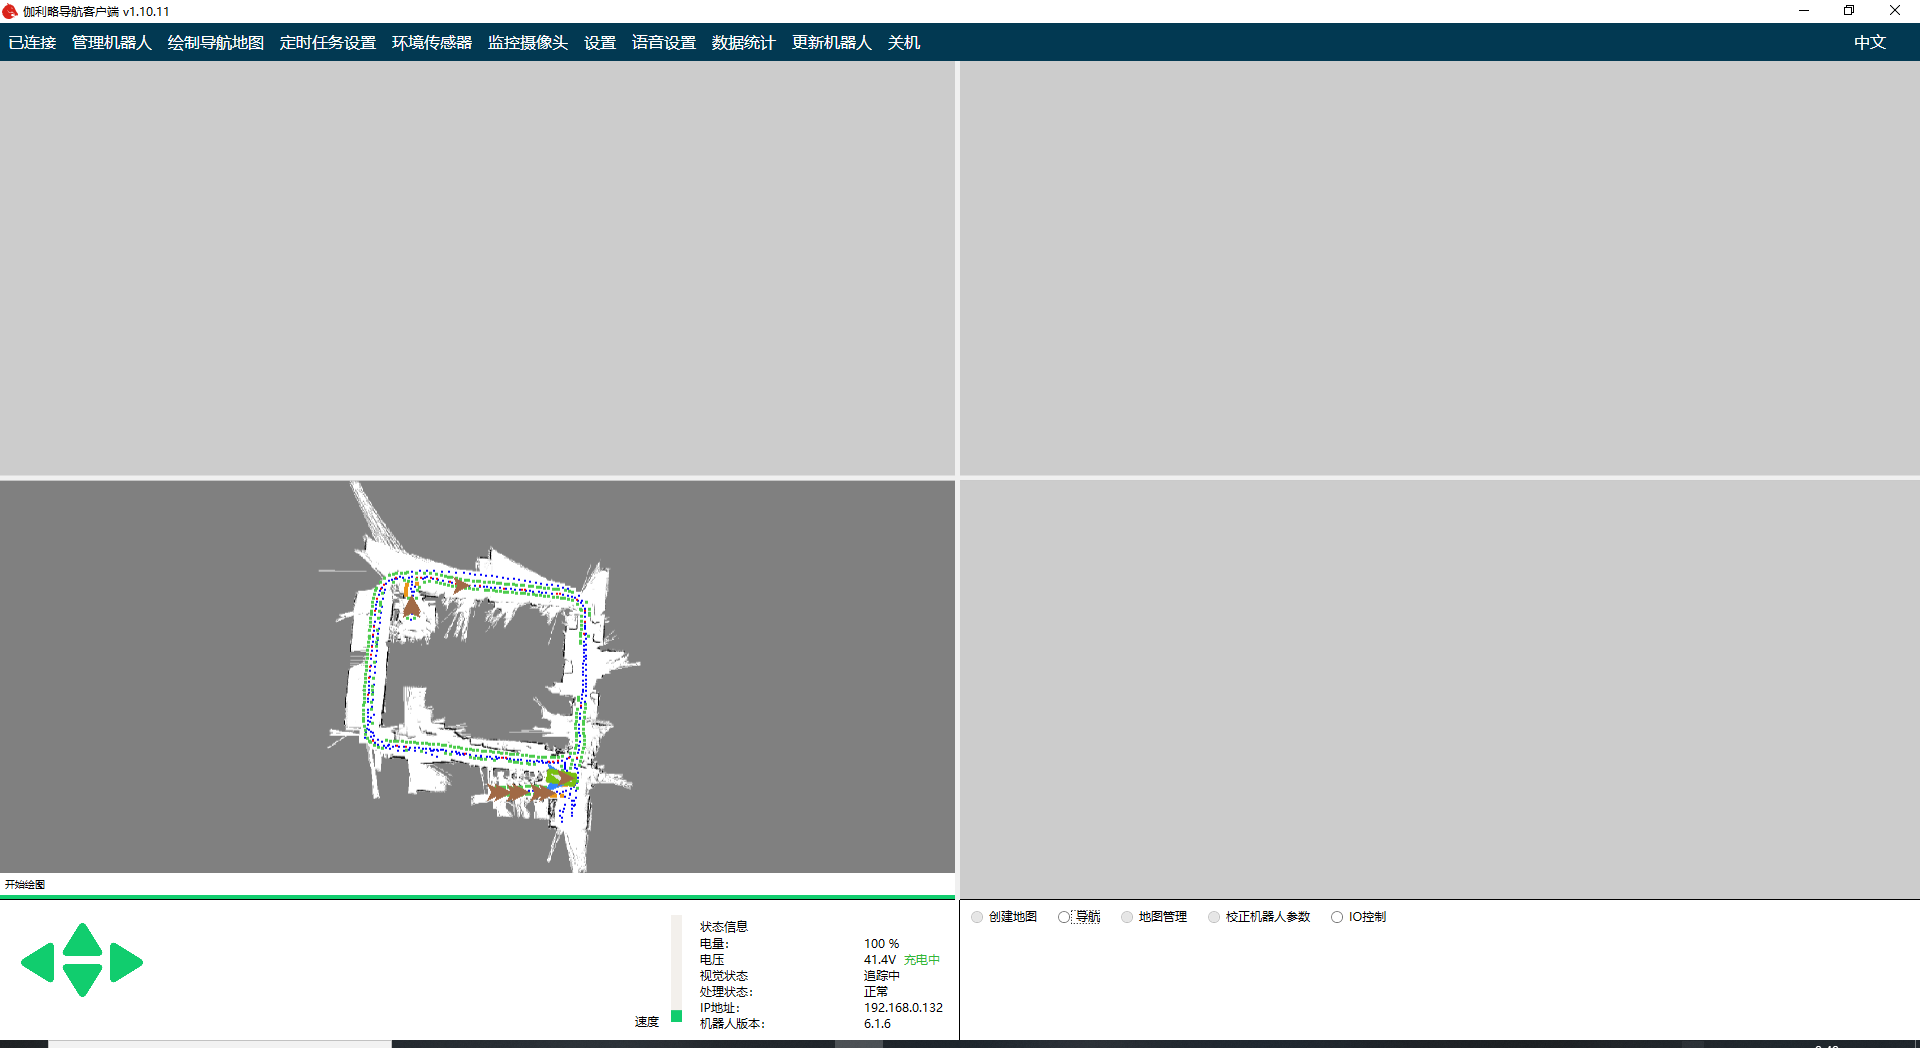 伽利略导航客户端 v1.10.11
已连接 管理机器人 绘制导航地图 定时任务设置 环境传感器 监控摄像头 设置 语音设置 数据统计 更新机器人 关机 中文
开始绘图
状态信息
电量: 100 %
电压 41.4V 充电中
视觉状态 追踪中
处理状态: 正常
IP地址: 192.168.0.132
机器人版本: 6.1.6
速度
创建地图 导航 地图管理 校正机器人参数 IO控制